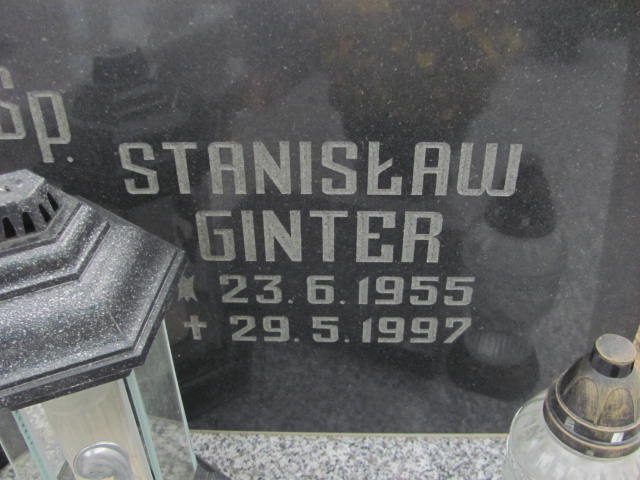 Śp.
STANISŁAW
GINTER
* 23.6.1955
✝ 29.5.1997